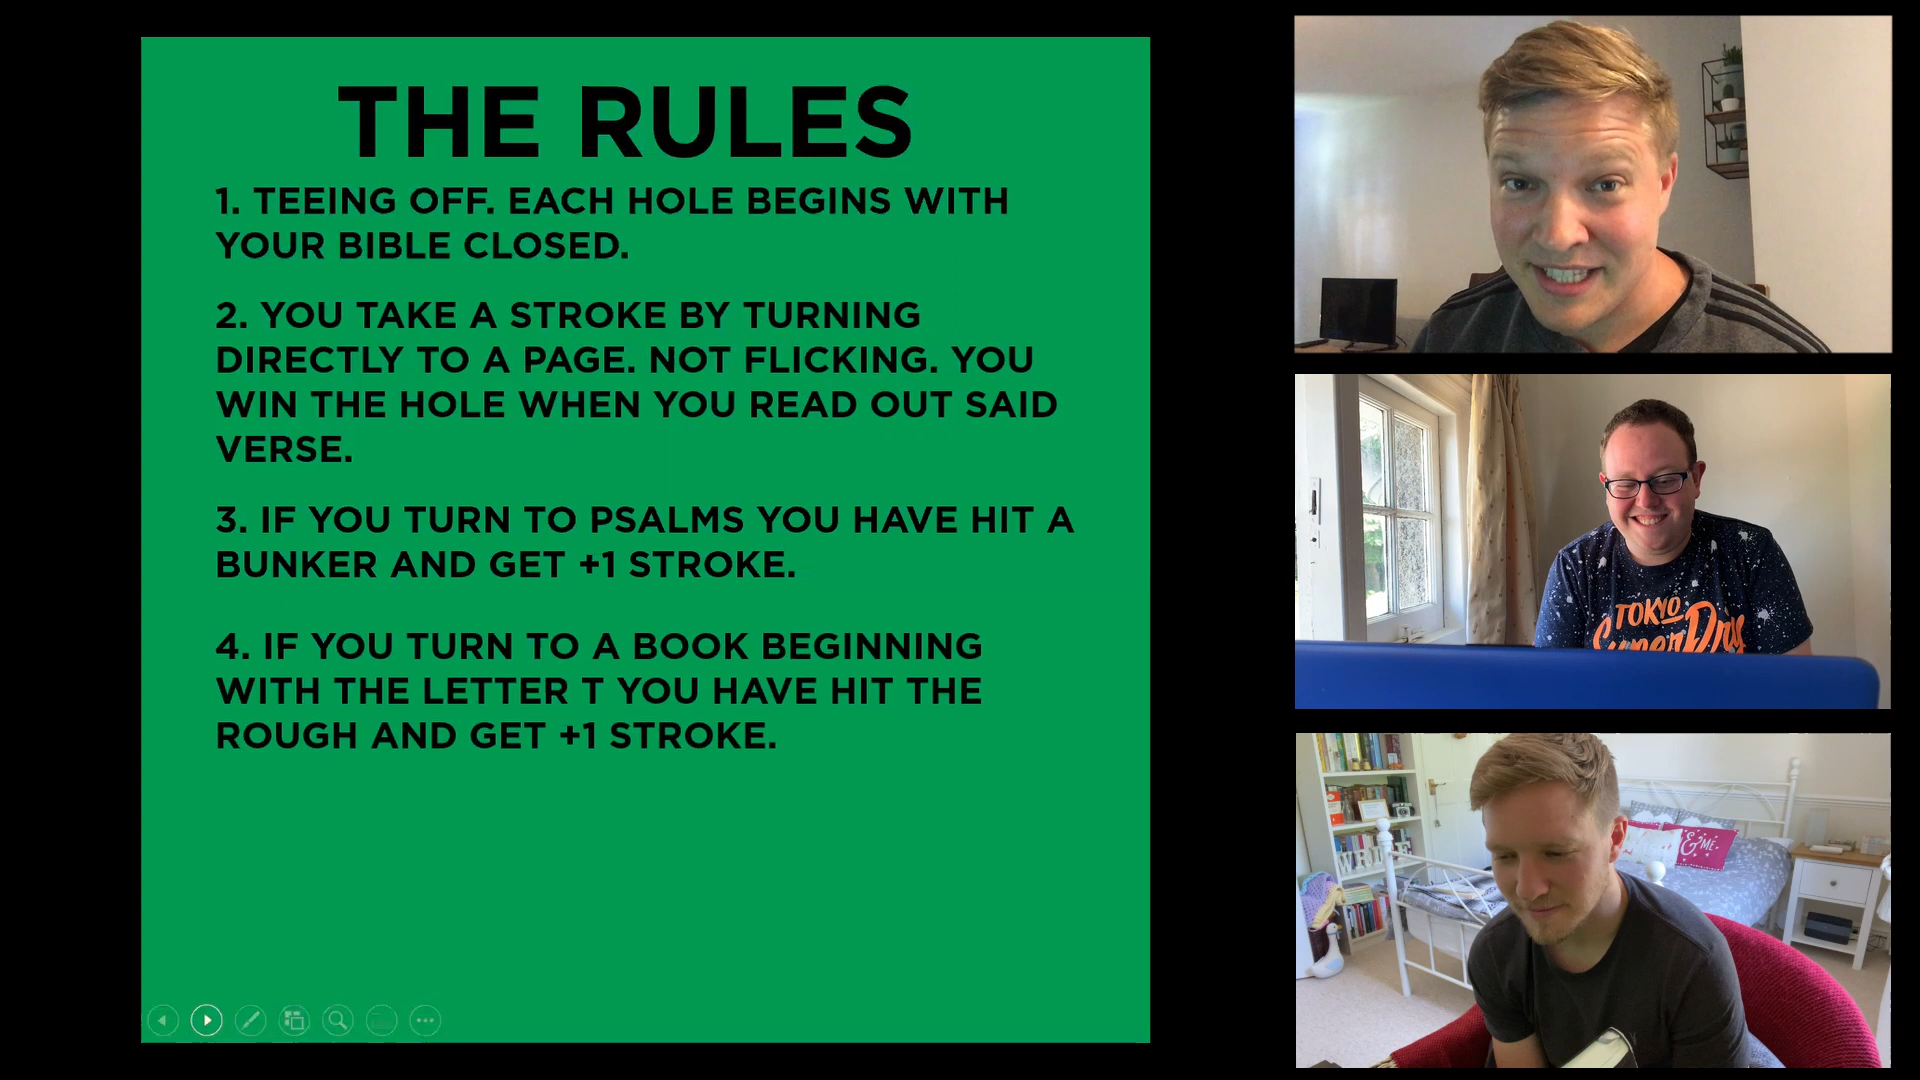 THE RULES
1. TEEING OFF. EACH HOLE BEGINS WITH
YOUR BIBLE CLOSED.
2. YOU TAKE A STROKE BY TURNING
DIRECTLY TO A PAGE. NOT FLICKING. YOU
WIN THE HOLE WHEN YOU READ OUT SAID
VERSE.
3. IF YOU TURN TO PSALMS YOU HAVE HIT A
BUNKER AND GET +1 STROKE.
4. IF YOU TURN TO A BOOK BEGINNING
WITH THE LETTER T YOU HAVE HIT THE
ROUGH AND GET +1 STROKE.
TOKYO
SuperDry
& ME
WRITE